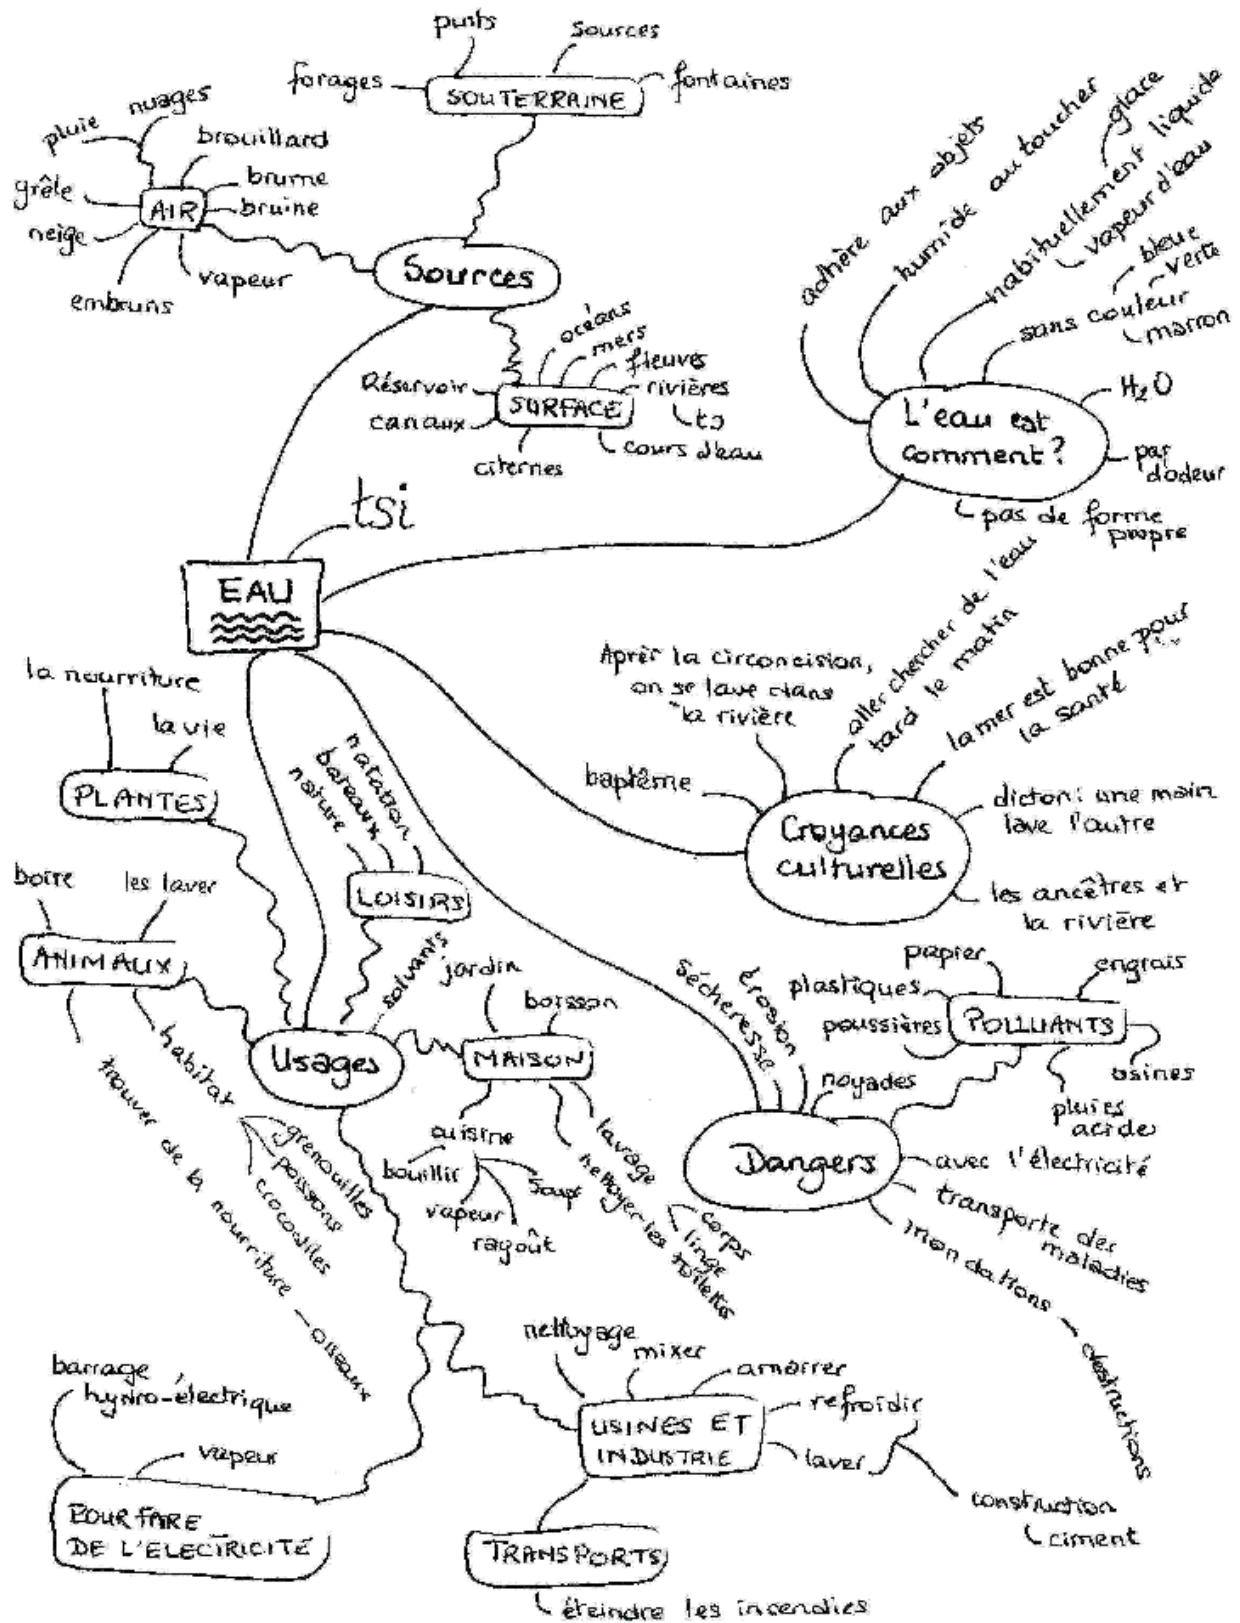 puits
sources
forages
fontaines
SOUTERRAINE
nuages
pluie
brouillard
grêle
brume
AIR
bruine
neige
vapeur
embruns
Sources
océans
mers
fleuves
Réservoir
rivières
SURFACE
canaux
cours d'eau
citernes
adhère aux objets
humide au toucher
glace
habituellement liquide
vapeur d'eau
bleue
verte
sans couleur
marron
H₂O
L'eau est
comment?
pas
d'odeur
pas de forme
propre
tsi
EAU
Après la circoncision,
on se lave dans
la rivière
aller chercher de l'eau
tard le matin
la mer est bonne pour
la santé
baptême
dicton: une main
lave l'autre
Croyances
culturelles
les ancêtres et
la rivière
la nourriture
la vie
PLANTES
natation
bateaux
nature
LOISIRS
boire
les laver
ANIMAUX
habitat
grenouilles
poissons
crocodiles
trouver de la nourriture
oiseaux
Usages
solvants
jardin
boisson
MAISON
cuisine
bouillir
vapeur
ragoût
lavage
corps
linge
nettoyer les toilettes
sécheresse
érosion
noyades
papier
engrais
plastiques
POLLUANTS
poussières
usines
pluies
acides
Dangers
avec l'électricité
transporte des
maladies
inondations
destructions
barrage
hydro-électrique
vapeur
POUR FAIRE
DE L'ELECTRICITÉ
nettoyage
mixer
amarrer
refroidir
USINES ET
INDUSTRIE
laver
construction
ciment
TRANSPORTS
éteindre les incendies